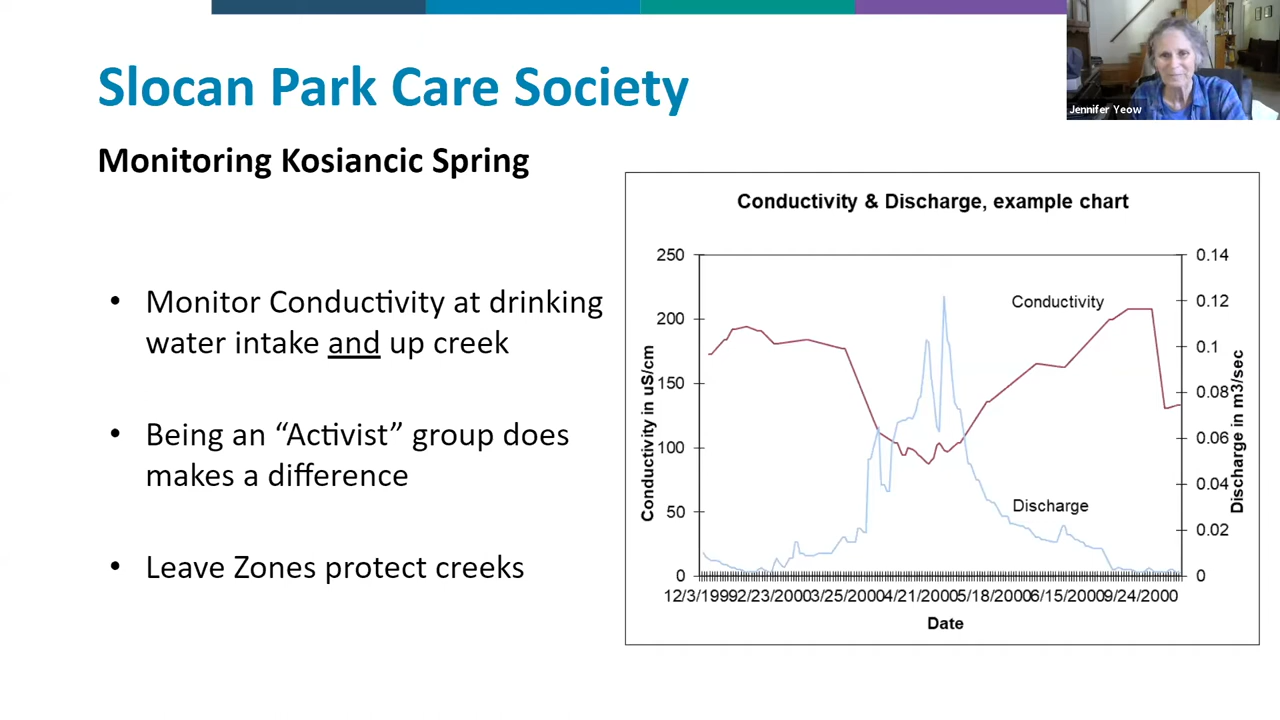 Slocan Park Care Society
Jennifer Yeow
Monitoring Kosiancic Spring
• Monitor Conductivity at drinking
water intake and up creek
• Being an “Activist” group does
makes a difference
• Leave Zones protect creeks
Conductivity & Discharge, example chart
250
200
150
100
50
0
Conductivity in uS/cm
0.14
0.12
0.1
0.08
0.06
0.04
0.02
0
Discharge in m3/sec
Conductivity
Discharge
12/3/1999 2/23/2000 3/25/2000 4/21/2000 5/18/2000 6/15/2000 9/24/2000
Date